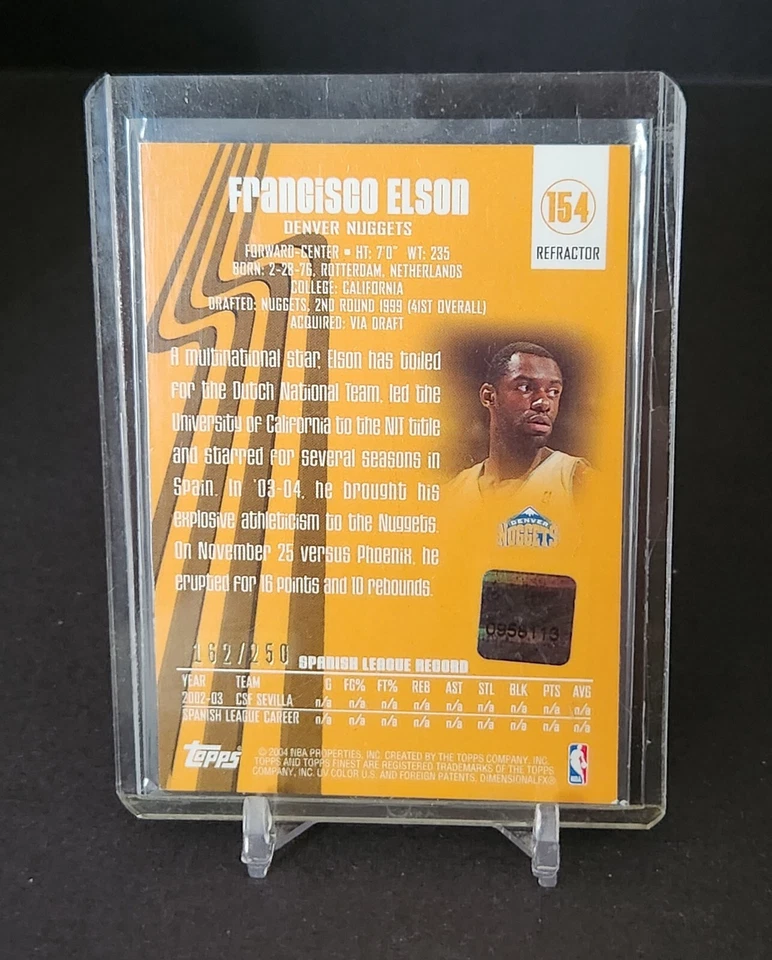 Francisco Elson
DENVER NUGGETS
154
REFRACTOR
FORWARD-CENTER • HT: 7'0" WT: 235
BORN: 2-28-76, ROTTERDAM, NETHERLANDS
COLLEGE: CALIFORNIA
DRAFTED: NUGGETS, 2ND ROUND 1999 (41ST OVERALL)
ACQUIRED: VIA DRAFT
A multinational star, Elson has toiled
for the Dutch National Team, led the
University of California to the NIT title
and starred for several seasons in
Spain. In '03-04, he brought his
explosive athleticism to the Nuggets.
On November 25 versus Phoenix, he
erupted for 16 points and 10 rebounds.
DENVER
NUGGETS
0958113
162/250
SPANISH LEAGUE RECORD
YEAR TEAM G FG% FT% REB AST STL BLK PTS AVG
2002-03 CSF SEVILLA n/a n/a n/a n/a n/a n/a n/a n/a n/a
SPANISH LEAGUE CAREER n/a n/a n/a n/a n/a n/a n/a n/a n/a
Topps
© 2004 NBA PROPERTIES, INC. CREATED BY THE TOPPS COMPANY, INC.
TOPPS AND TOPPS FINEST ARE REGISTERED TRADEMARKS OF THE TOPPS
COMPANY, INC. UV COLOR U.S. AND FOREIGN PATENTS. DIMENSIONALFX®
NBA